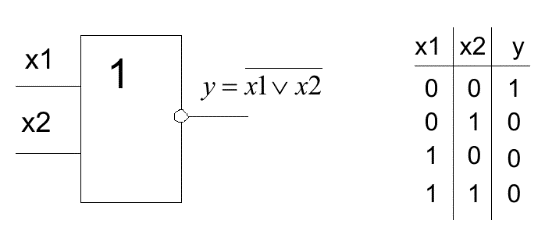 x1
x2
1
y = \overline{x1 ∨ x2}
x1 x2 y
0 0 1
0 1 0
1 0 0
1 1 0